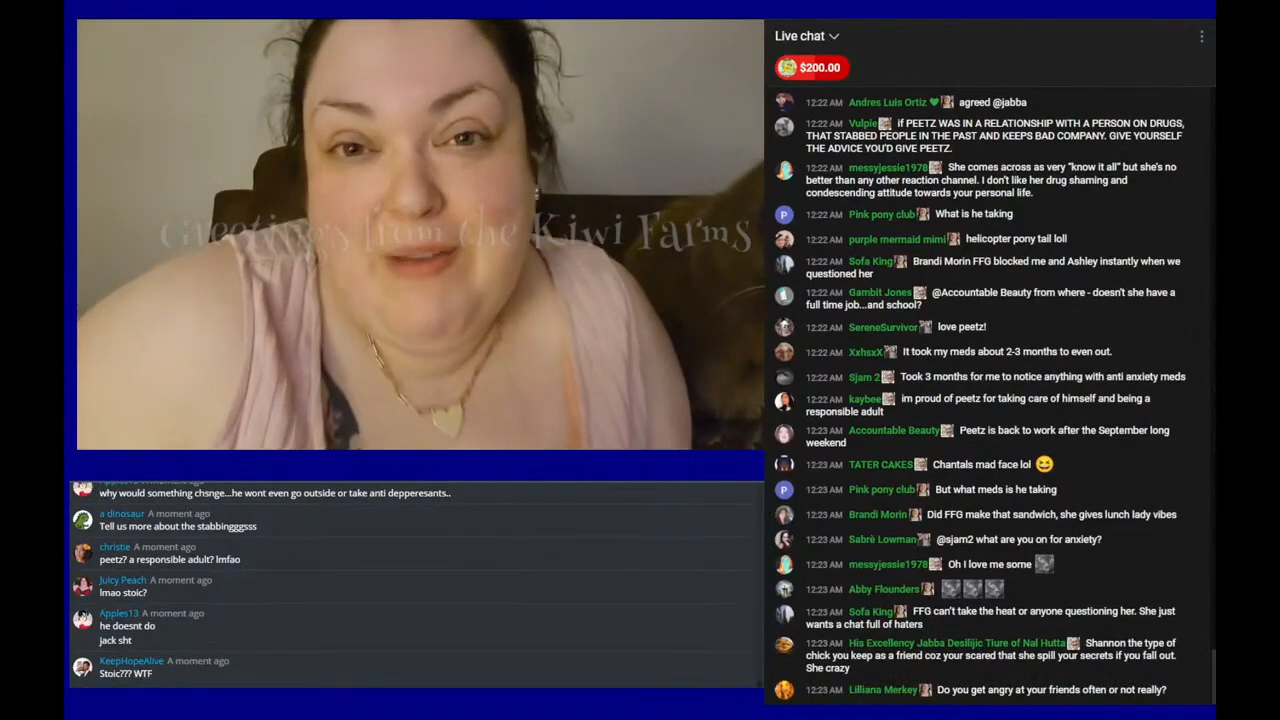 Greetings from the Kiwi Farms
why would something chsnge...he wont even go outside or take anti depperesants..
a dinosaur A moment ago
Tell us more about the stabbingggsss
christie A moment ago
peetz? a responsible adult? lmfao
Juicy Peach A moment ago
lmao stoic?
Apples13 A moment ago
he doesnt do
jack sht
KeepHopeAlive A moment ago
Stoic??? WTF
Live chat
$200.00
12:22 AM Andres Luis Ortiz agreed @jabba
12:22 AM Vulpie if PEETZ WAS IN A RELATIONSHIP WITH A PERSON ON DRUGS,
THAT STABBED PEOPLE IN THE PAST AND KEEPS BAD COMPANY. GIVE YOURSELF
THE ADVICE YOU'D GIVE PEETZ.
12:22 AM messyjessie1978 She comes across as very "know it all" but she's no
better than any other reaction channel. I don't like her drug shaming and
condescending attitude towards your personal life.
12:22 AM Pink pony club What is he taking
12:22 AM purple mermaid mimi helicopter pony tail lol
12:22 AM Sofa King Brandi Morin FFG blocked me and Ashley instantly when we
questioned her
12:22 AM Gambit Jones @Accountable Beauty from where - doesn't she have a
full time job...and school?
12:22 AM SereneSurvivor love peetz!
12:22 AM XxhsxX It took my meds about 2-3 months to even out.
12:22 AM Sjam 2 Took 3 months for me to notice anything with anti anxiety meds
12:22 AM kaybee im proud of peetz for taking care of himself and being a
responsible adult
12:23 AM Accountable Beauty Peetz is back to work after the September long
weekend
12:23 AM TATER CAKES Chantals mad face lol
12:23 AM Pink pony club But what meds is he taking
12:23 AM Brandi Morin Did FFG make that sandwich, she gives lunch lady vibes
12:23 AM Sabrè Lowman @sjam2 what are you on for anxiety?
12:23 AM messyjessie1978 Oh I love me some
12:23 AM Abby Flounders
12:23 AM Sofa King FFG can't take the heat or anyone questioning her. She just
wants a chat full of haters
12:23 AM His Excellency Jabba Desilijic Tiure of Nal Hutta Shannon the type of
chick you keep as a friend coz your scared that she spill your secrets if you fall out.
She crazy
12:23 AM Lilliana Merkey Do you get angry at your friends often or not really?